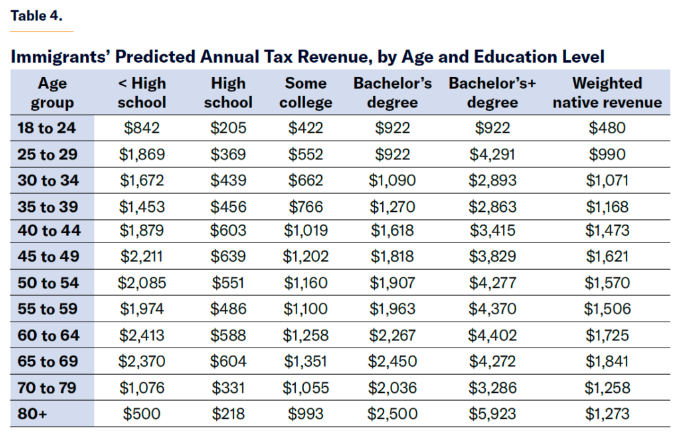 Table 4.
Immigrants' Predicted Annual Tax Revenue, by Age and Education Level
Age group < High school High school Some college Bachelor's degree Bachelor's+ degree Weighted native revenue
18 to 24 $842 $205 $422 $922 $922 $480
25 to 29 $1,869 $369 $552 $922 $4,291 $990
30 to 34 $1,672 $439 $662 $1,090 $2,893 $1,071
35 to 39 $1,453 $456 $766 $1,270 $2,863 $1,168
40 to 44 $1,879 $603 $1,019 $1,618 $3,415 $1,473
45 to 49 $2,211 $639 $1,202 $1,818 $3,829 $1,621
50 to 54 $2,085 $551 $1,160 $1,907 $4,277 $1,570
55 to 59 $1,974 $486 $1,100 $1,963 $4,370 $1,506
60 to 64 $2,413 $588 $1,258 $2,267 $4,402 $1,725
65 to 69 $2,370 $604 $1,351 $2,450 $4,272 $1,841
70 to 79 $1,076 $331 $1,055 $2,036 $3,286 $1,258
80+ $500 $218 $993 $2,500 $5,923 $1,273